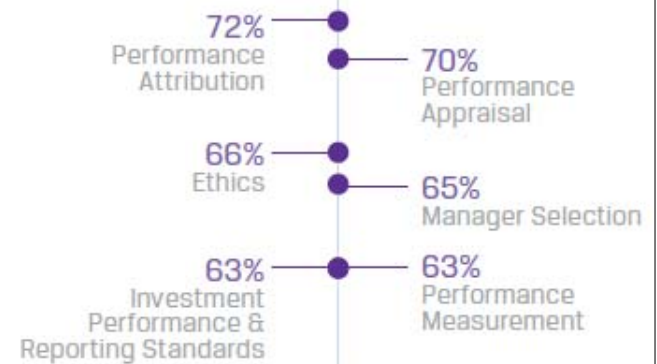 72%
Performance
Attribution
70%
Performance
Appraisal
66%
Ethics
65%
Manager Selection
63%
Investment
Performance &
Reporting Standards
63%
Performance
Measurement